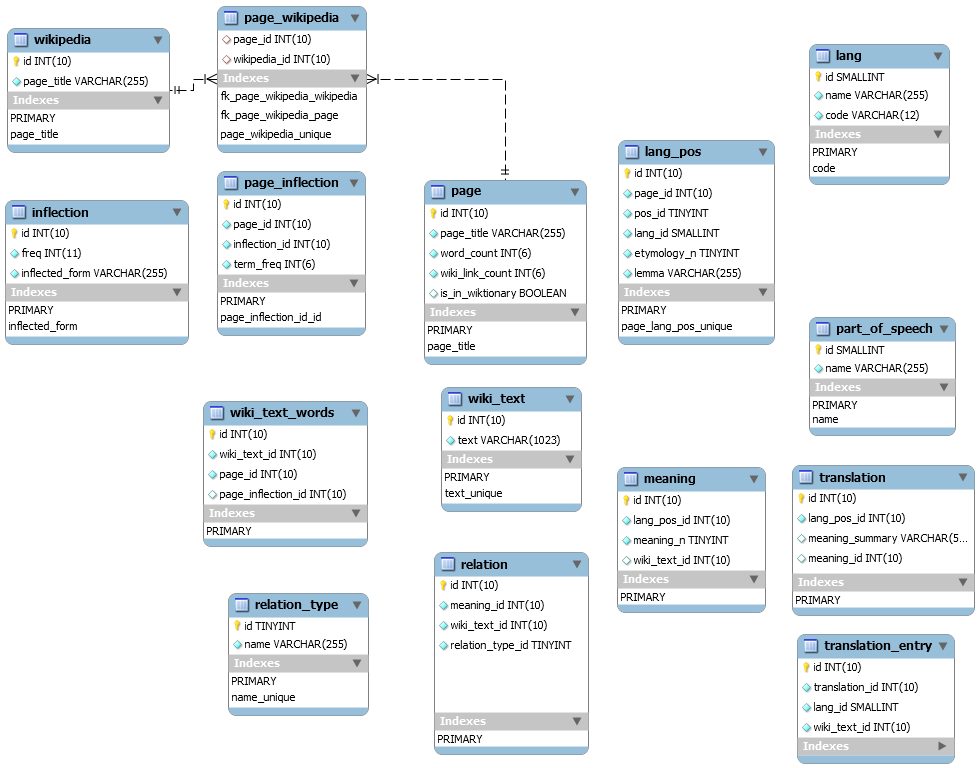 wikipedia
id INT(10)
page_title VARCHAR(255)
Indexes
PRIMARY
page_title
page_wikipedia
page_id INT(10)
wikipedia_id INT(10)
Indexes
fk_page_wikipedia_wikipedia
fk_page_wikipedia_page
page_wikipedia_unique
lang
id SMALLINT
name VARCHAR(255)
code VARCHAR(12)
Indexes
PRIMARY
code
inflection
id INT(10)
freq INT(11)
inflected_form VARCHAR(255)
Indexes
PRIMARY
inflected_form
page_inflection
id INT(10)
page_id INT(10)
inflection_id INT(10)
term_freq INT(6)
Indexes
PRIMARY
page_inflection_id_id
page
id INT(10)
page_title VARCHAR(255)
word_count INT(6)
wiki_link_count INT(6)
is_in_wiktionary BOOLEAN
Indexes
PRIMARY
page_title
lang_pos
id INT(10)
page_id INT(10)
pos_id TINYINT
lang_id SMALLINT
etymology_n TINYINT
lemma VARCHAR(255)
Indexes
PRIMARY
page_lang_pos_unique
part_of_speech
id SMALLINT
name VARCHAR(255)
Indexes
PRIMARY
name
wiki_text_words
id INT(10)
wiki_text_id INT(10)
page_id INT(10)
page_inflection_id INT(10)
Indexes
PRIMARY
wiki_text
id INT(10)
text VARCHAR(1023)
Indexes
PRIMARY
text_unique
meaning
id INT(10)
lang_pos_id INT(10)
meaning_n TINYINT
wiki_text_id INT(10)
Indexes
PRIMARY
translation
id INT(10)
lang_pos_id INT(10)
meaning_summary VARCHAR(5...
meaning_id INT(10)
Indexes
PRIMARY
relation_type
id TINYINT
name VARCHAR(255)
Indexes
PRIMARY
name_unique
relation
id INT(10)
meaning_id INT(10)
wiki_text_id INT(10)
relation_type_id TINYINT
Indexes
PRIMARY
translation_entry
id INT(10)
translation_id INT(10)
lang_id SMALLINT
wiki_text_id INT(10)
Indexes